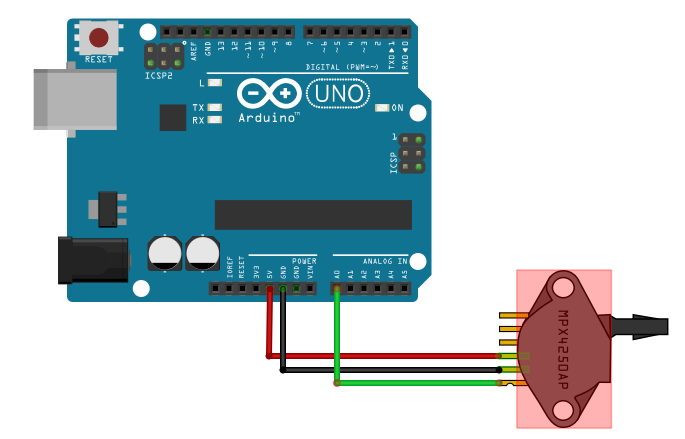 RESET
ICSP2
AREF
GND
13
12
~11
~10
~9
8
7
~6
~5
4
~3
2
TXD▶1
RXD◀0
DIGITAL (PWM=~)
L
TX
RX
UNO
Arduino™
ON
1
ICSP
IOREF
RESET
3V3
5V
GND
GND
VIN
POWER
ANALOG IN
A0
A1
A2
A3
A4
A5
MPX4250AP